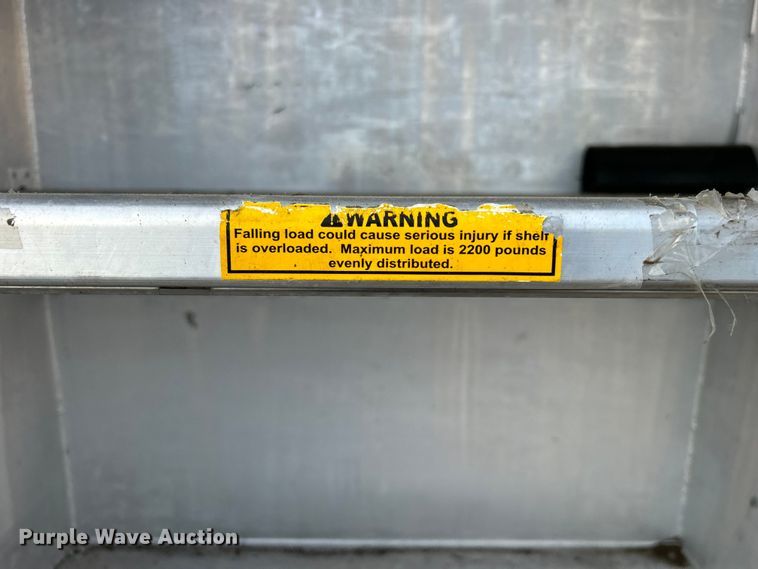 WARNING
Falling load could cause serious injury if shelf
is overloaded. Maximum load is 2200 pounds
evenly distributed.
Purple Wave Auction